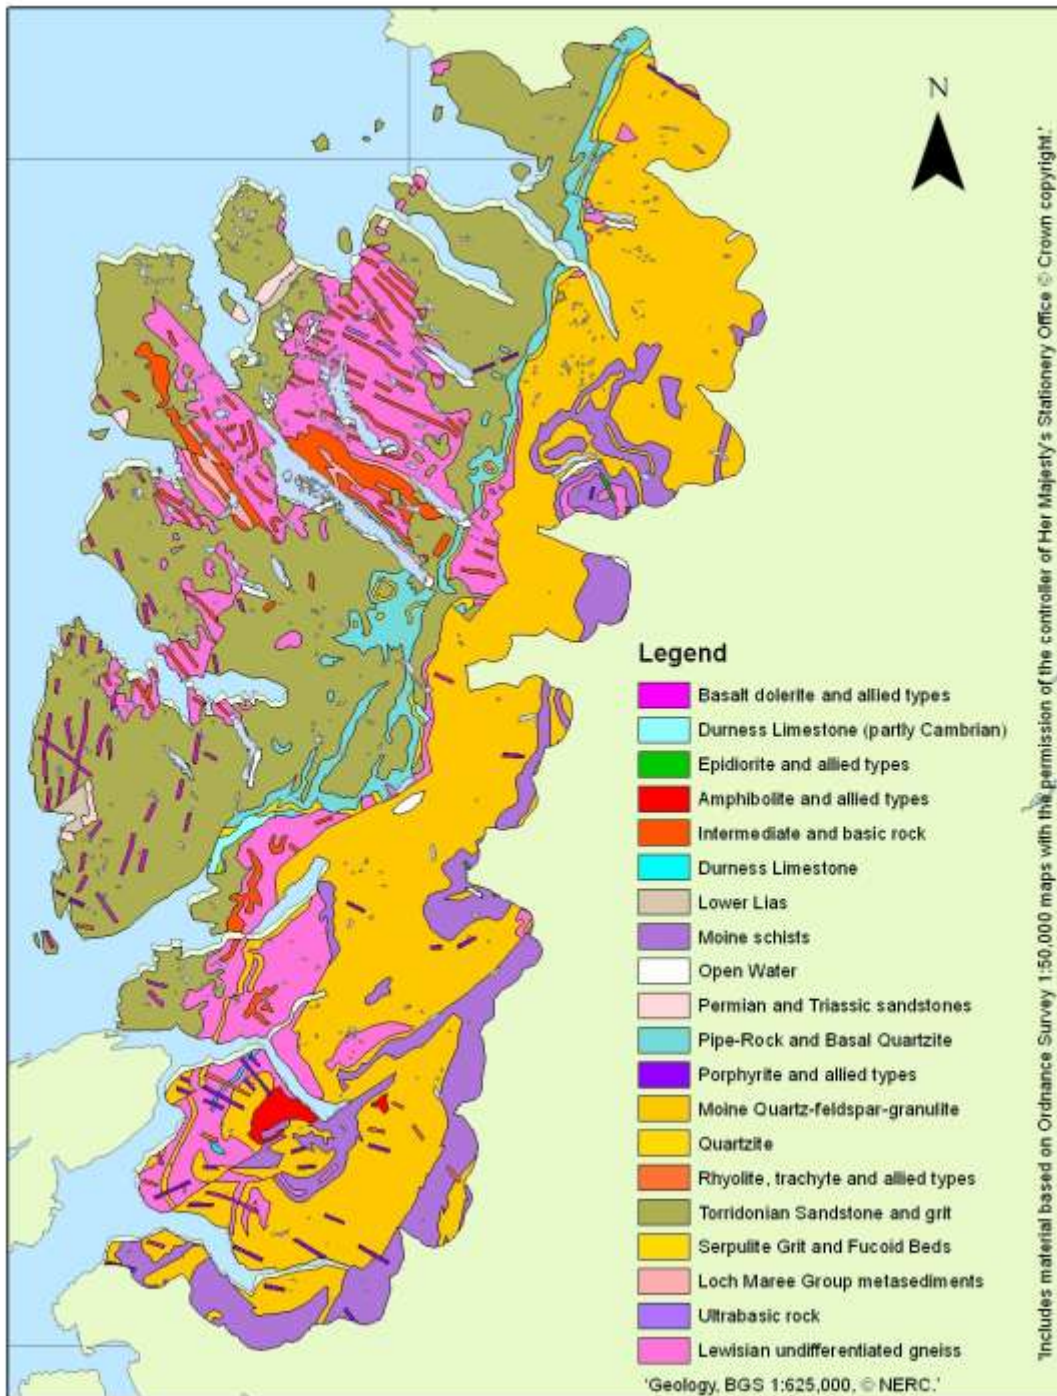 N
Legend
Basalt dolerite and allied types
Durness Limestone (partly Cambrian)
Epidiorite and allied types
Amphibolite and allied types
Intermediate and basic rock
Durness Limestone
Lower Lias
Moine schists
Open Water
Permian and Triassic sandstones
Pipe-Rock and Basal Quartzite
Porphyrite and allied types
Moine Quartz-feldspar-granulite
Quartzite
Rhyolite, trachyte and allied types
Torridonian Sandstone and grit
Serpulite Grit and Fucoid Beds
Loch Maree Group metasediments
Ultrabasic rock
Lewisian undifferentiated gneiss
'Geology, BGS 1:625,000, © NERC.'
'Includes material based on Ordnance Survey 1:50,000 maps with the permission of the controller of Her Majesty's Stationery Office © Crown copyright.'